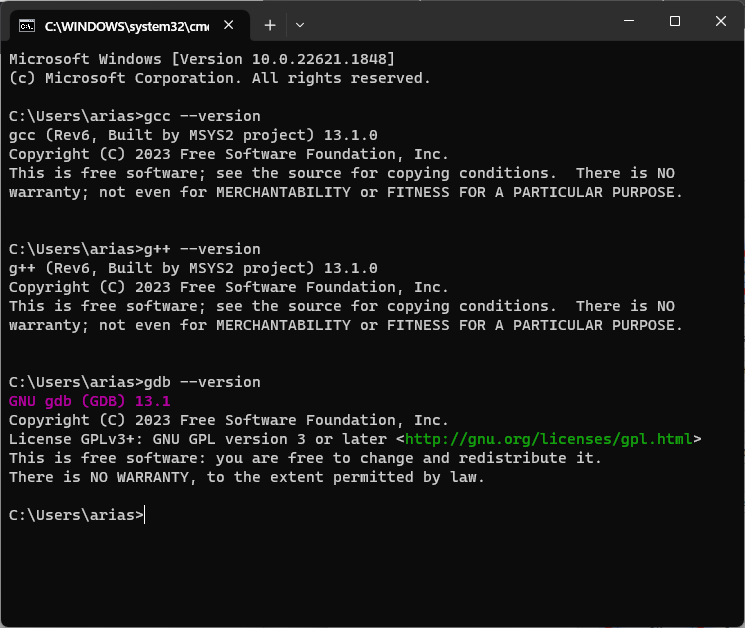 C:\WINDOWS\system32\cmd
Microsoft Windows [Version 10.0.22621.1848]
(c) Microsoft Corporation. All rights reserved.
C:\Users\arias>gcc --version
gcc (Rev6, Built by MSYS2 project) 13.1.0
Copyright (C) 2023 Free Software Foundation, Inc.
This is free software; see the source for copying conditions.  There is NO
warranty; not even for MERCHANTABILITY or FITNESS FOR A PARTICULAR PURPOSE.
C:\Users\arias>g++ --version
g++ (Rev6, Built by MSYS2 project) 13.1.0
Copyright (C) 2023 Free Software Foundation, Inc.
This is free software; see the source for copying conditions.  There is NO
warranty; not even for MERCHANTABILITY or FITNESS FOR A PARTICULAR PURPOSE.
C:\Users\arias>gdb --version
GNU gdb (GDB) 13.1
Copyright (C) 2023 Free Software Foundation, Inc.
License GPLv3+: GNU GPL version 3 or later <http://gnu.org/licenses/gpl.html>
This is free software: you are free to change and redistribute it.
There is NO WARRANTY, to the extent permitted by law.
C:\Users\arias>